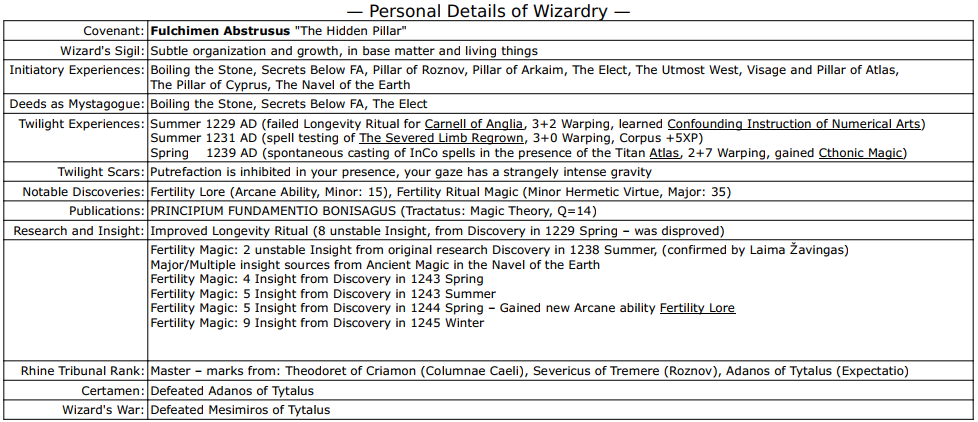 — Personal Details of Wizardry —
Covenant: Fulchimen Abstrusus "The Hidden Pillar"
Wizard's Sigil: Subtle organization and growth, in base matter and living things
Initiatory Experiences: Boiling the Stone, Secrets Below FA, Pillar of Roznov, Pillar of Arkaim, The Elect, The Utmost West, Visage and Pillar of Atlas,
The Pillar of Cyprus, The Navel of the Earth
Deeds as Mystagogue: Boiling the Stone, Secrets Below FA, The Elect
Twilight Experiences: Summer 1229 AD (failed Longevity Ritual for Carnell of Anglia, 3+2 Warping, learned Confounding Instruction of Numerical Arts)
Summer 1231 AD (spell testing of The Severed Limb Regrown, 3+0 Warping, Corpus +5XP)
Spring 1239 AD (spontaneous casting of InCo spells in the presence of the Titan Atlas, 2+7 Warping, gained Cthonic Magic)
Twilight Scars: Putrefaction is inhibited in your presence, your gaze has a strangely intense gravity
Notable Discoveries: Fertility Lore (Arcane Ability, Minor: 15), Fertility Ritual Magic (Minor Hermetic Virtue, Major: 35)
Publications: PRINCIPIUM FUNDAMENTIO BONISAGUS (Tractatus: Magic Theory, Q=14)
Research and Insight: Improved Longevity Ritual (8 unstable Insight, from Discovery in 1229 Spring – was disproved)
Fertility Magic: 2 unstable Insight from original research Discovery in 1238 Summer, (confirmed by Laima Žavingas)
Major/Multiple insight sources from Ancient Magic in the Navel of the Earth
Fertility Magic: 4 Insight from Discovery in 1243 Spring
Fertility Magic: 5 Insight from Discovery in 1243 Summer
Fertility Magic: 5 Insight from Discovery in 1244 Spring – Gained new Arcane ability Fertility Lore
Fertility Magic: 9 Insight from Discovery in 1245 Winter
Rhine Tribunal Rank: Master – marks from: Theodoret of Criamon (Columnae Caeli), Severicus of Tremere (Roznov), Adanos of Tytalus (Expectatio)
Certamen: Defeated Adanos of Tytalus
Wizard's War: Defeated Mesimiros of Tytalus